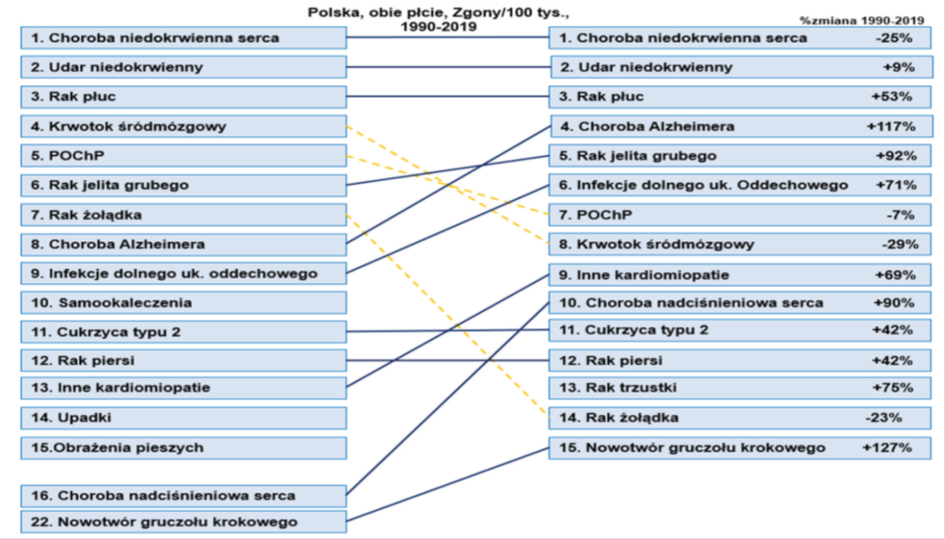 Polska, obie płcie, Zgony/100 tys.,
1990-2019
%zmiana 1990-2019
1. Choroba niedokrwienna serca
1. Choroba niedokrwienna serca -25%
2. Udar niedokrwienny
2. Udar niedokrwienny +9%
3. Rak płuc
3. Rak płuc +53%
4. Krwotok śródmózgowy
4. Choroba Alzheimera +117%
5. POChP
5. Rak jelita grubego +92%
6. Rak jelita grubego
6. Infekcje dolnego uk. Oddechowego +71%
7. Rak żołądka
7. POChP -7%
8. Choroba Alzheimera
8. Krwotok śródmózgowy -29%
9. Infekcje dolnego uk. oddechowego
9. Inne kardiomiopatie +69%
10. Samookaleczenia
10. Choroba nadciśnieniowa serca +90%
11. Cukrzyca typu 2
11. Cukrzyca typu 2 +42%
12. Rak piersi
12. Rak piersi +42%
13. Inne kardiomiopatie
13. Rak trzustki +75%
14. Upadki
14. Rak żołądka -23%
15.Obrażenia pieszych
15. Nowotwór gruczołu krokowego +127%
16. Choroba nadciśnieniowa serca
22. Nowotwór gruczołu krokowego